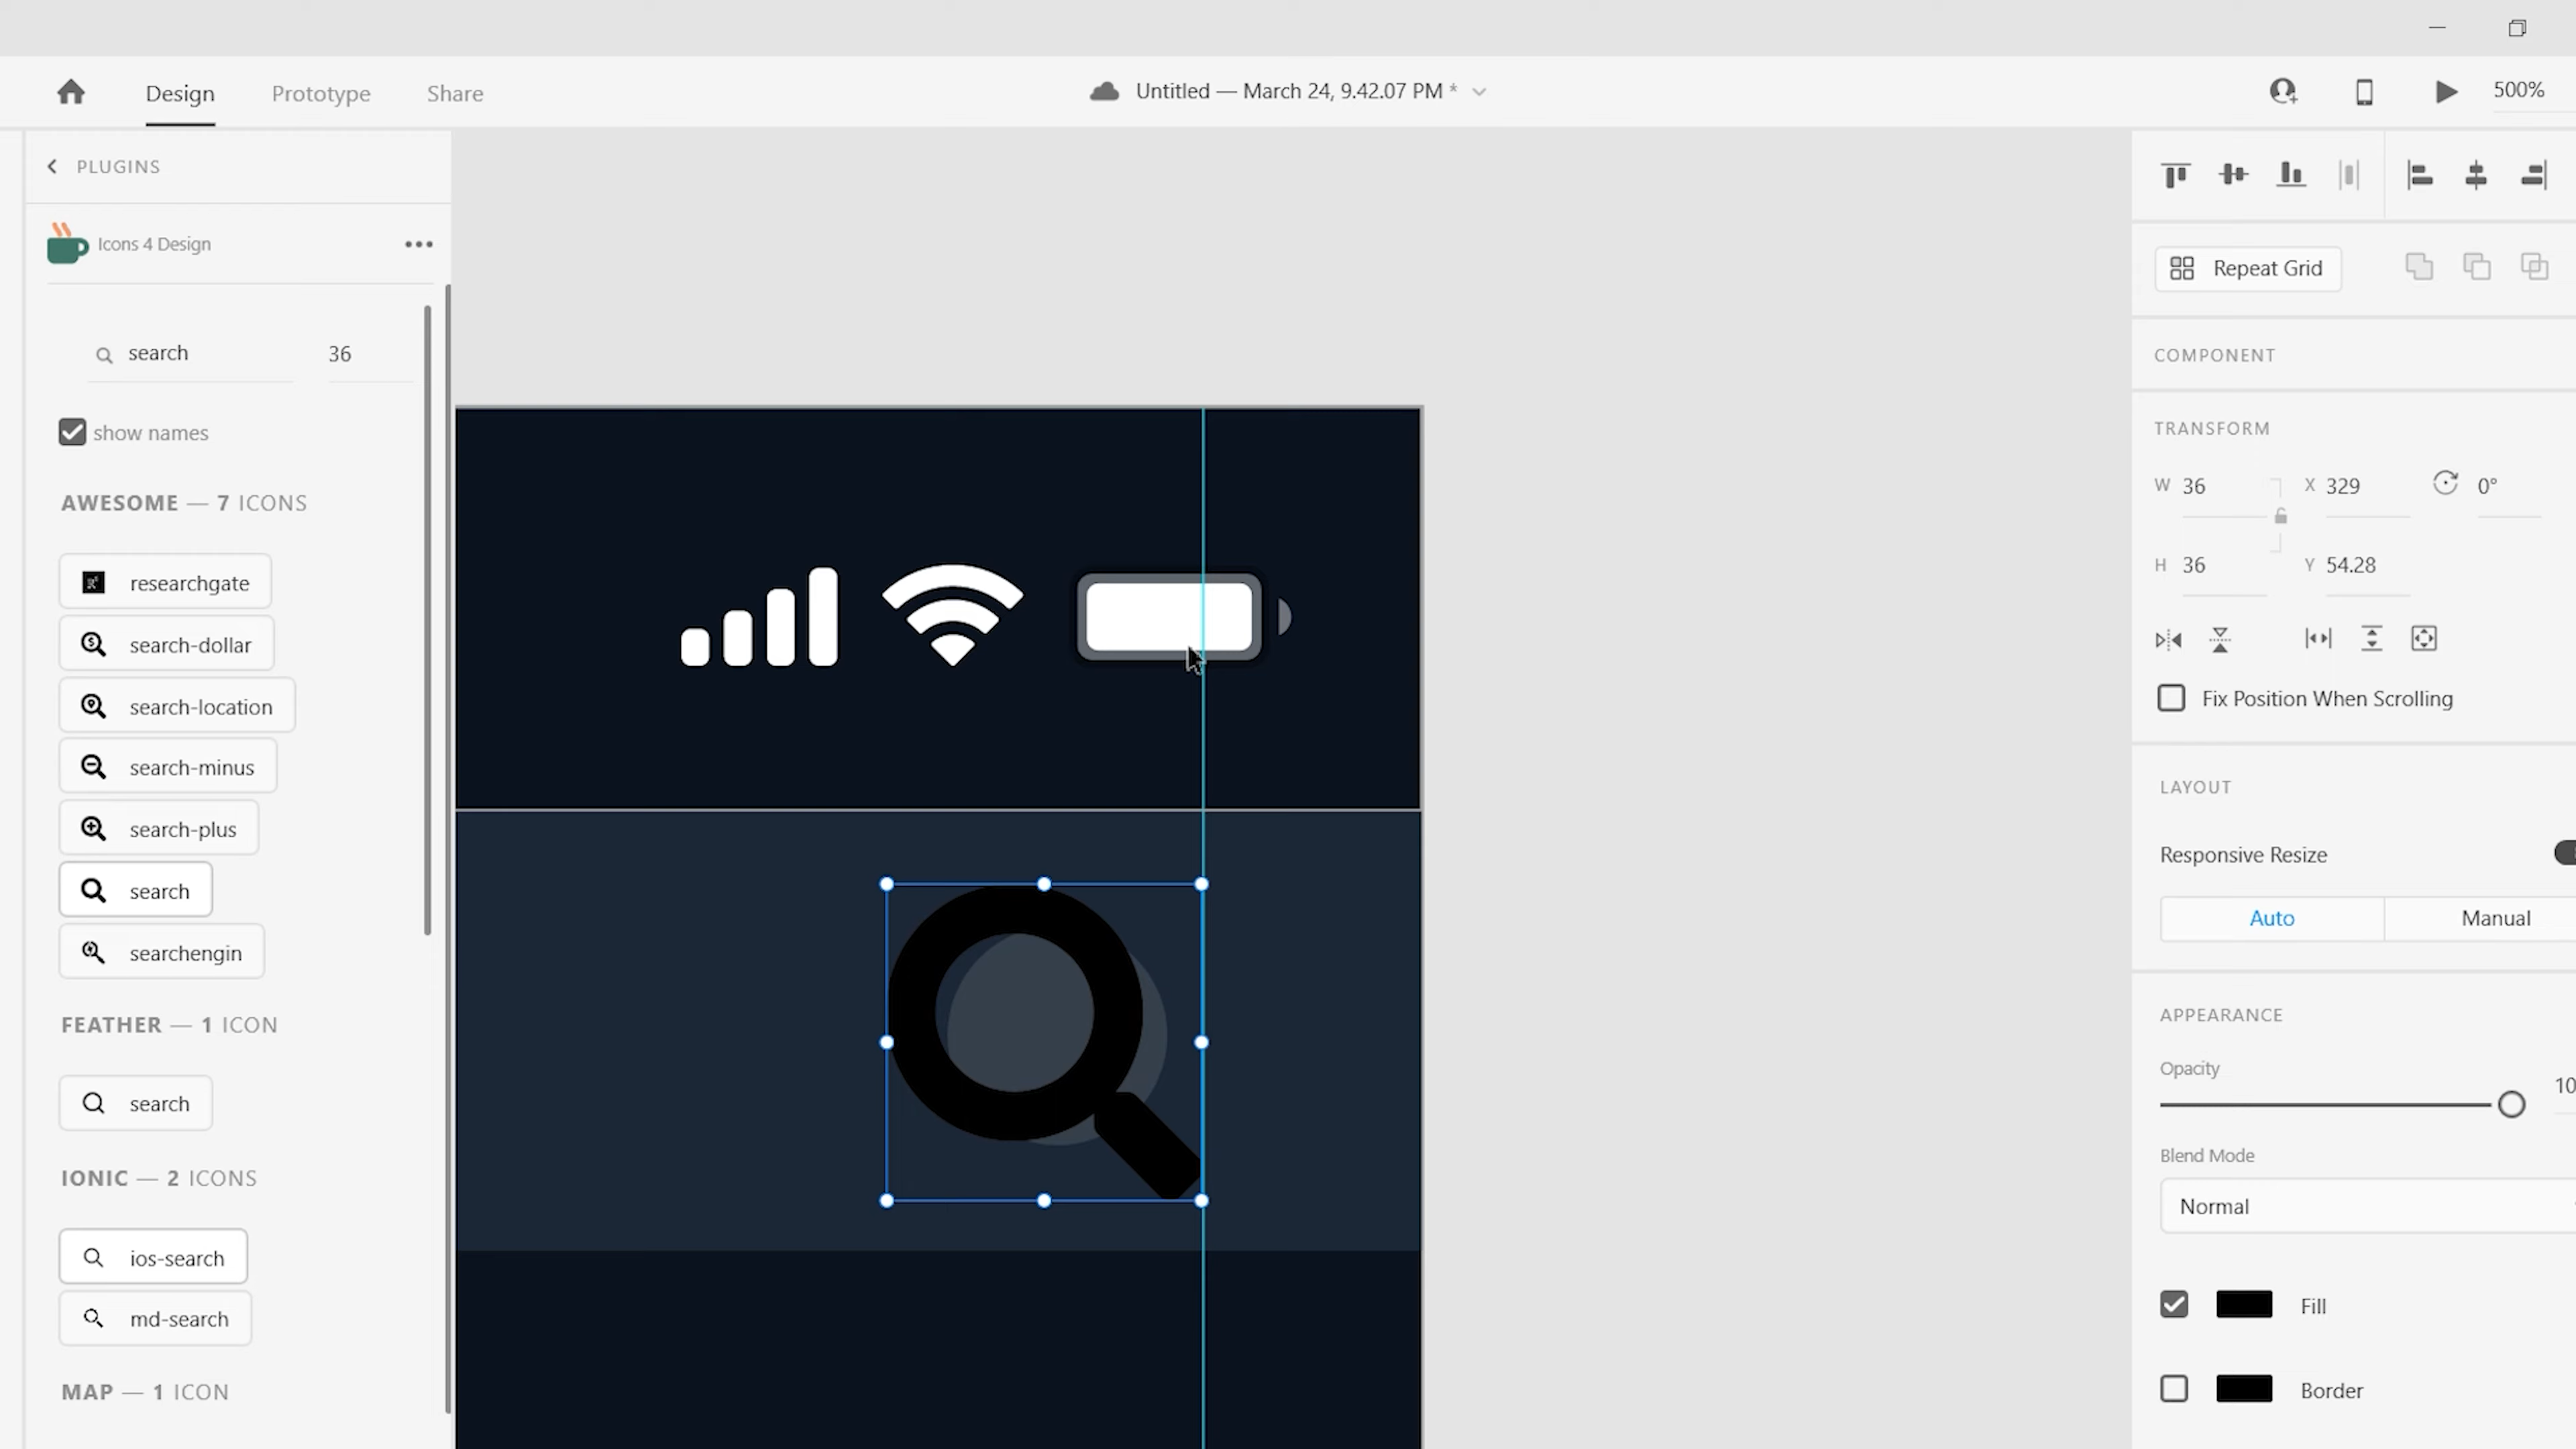 Design
Prototype
Share
Untitled — March 24, 9.42.07 PM *
500%
PLUGINS
Icons 4 Design
search
36
show names
AWESOME — 7 ICONS
researchgate
search-dollar
search-location
search-minus
search-plus
search
searchengin
FEATHER — 1 ICON
search
IONIC — 2 ICONS
ios-search
md-search
MAP — 1 ICON
Repeat Grid
COMPONENT
TRANSFORM
W 36 X 329 0°
H 36 Y 54.28
Fix Position When Scrolling
LAYOUT
Responsive Resize
Auto
Manual
APPEARANCE
Opacity
10
Blend Mode
Normal
Fill
Border